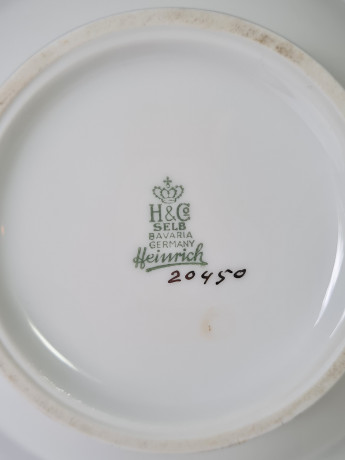 H&Co
SELB
BAVARIA
GERMANY
Heinrich
20450